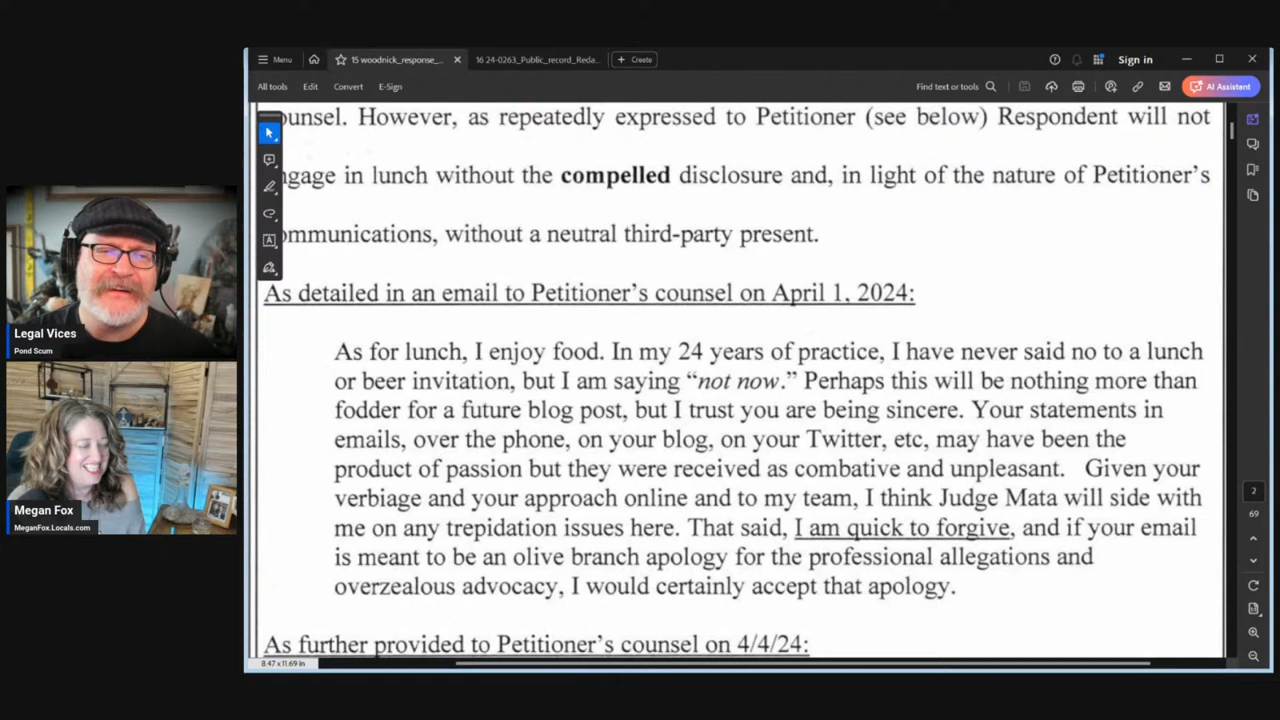 Menu
15 woodnick_response_...
16 24-0263_Public_record_Reda...
Create
Sign in
All tools
Edit
Convert
E-Sign
Find text or tools
AI Assistant
ounsel. However, as repeatedly expressed to Petitioner (see below) Respondent will not
ngage in lunch without the compelled disclosure and, in light of the nature of Petitioner's
ommunications, without a neutral third-party present.
As detailed in an email to Petitioner's counsel on April 1, 2024:
As for lunch, I enjoy food. In my 24 years of practice, I have never said no to a lunch
or beer invitation, but I am saying "not now." Perhaps this will be nothing more than
fodder for a future blog post, but I trust you are being sincere. Your statements in
emails, over the phone, on your blog, on your Twitter, etc, may have been the
product of passion but they were received as combative and unpleasant. Given your
verbiage and your approach online and to my team, I think Judge Mata will side with
me on any trepidation issues here. That said, I am quick to forgive, and if your email
is meant to be an olive branch apology for the professional allegations and
overzealous advocacy, I would certainly accept that apology.
As further provided to Petitioner's counsel on 4/4/24:
8.47 x 11.69 in
2
69
Legal Vices
Pond Scum
Megan Fox
MeganFox.Locals.com